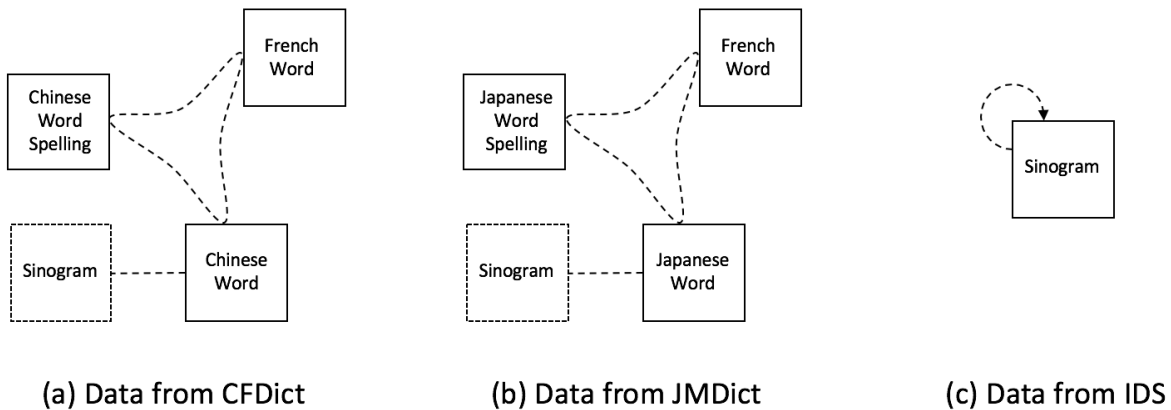 French
Word
Chinese
Word
Spelling
Sinogram
Chinese
Word
(a) Data from CFDict
French
Word
Japanese
Word
Spelling
Sinogram
Japanese
Word
(b) Data from JMDict
Sinogram
(c) Data from IDS